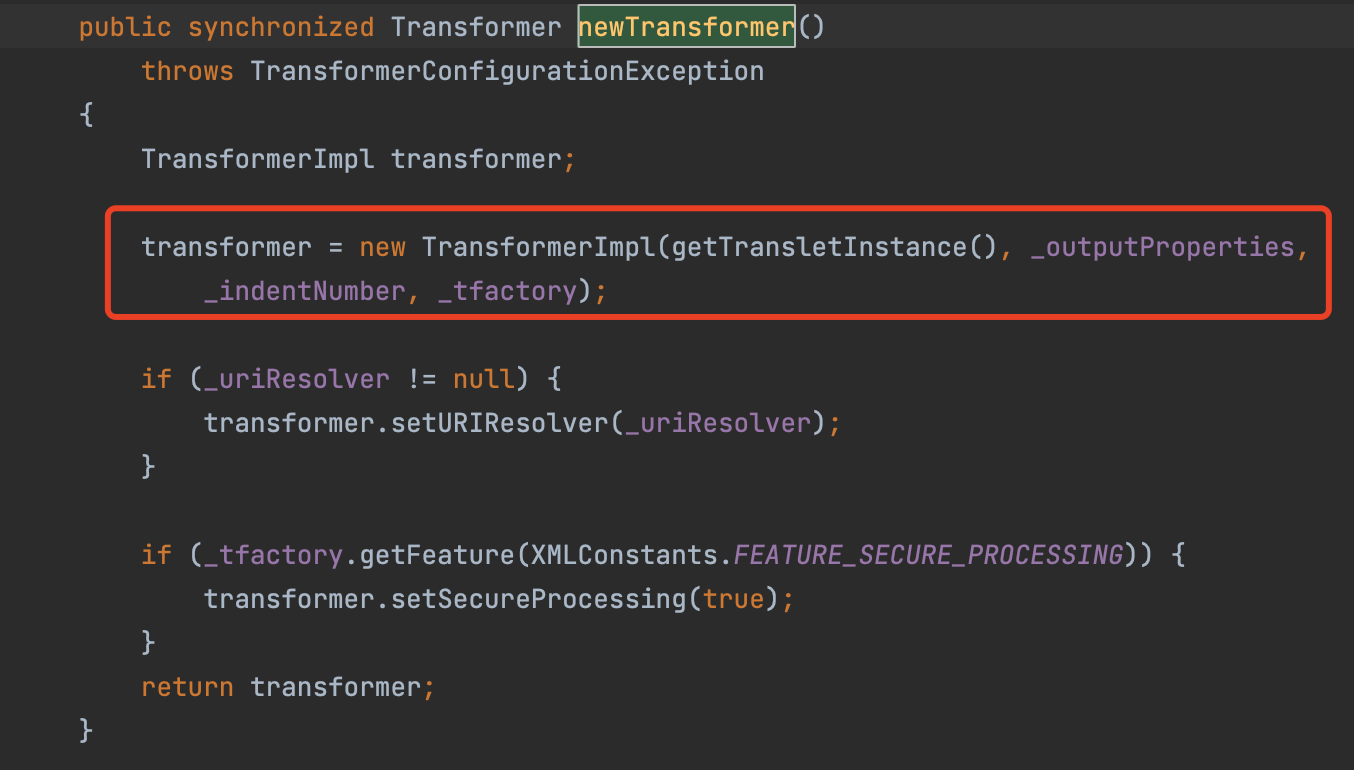 public synchronized Transformer newTransformer()
throws TransformerConfigurationException
{
TransformerImpl transformer;
transformer = new TransformerImpl(getTransletInstance(), _outputProperties,
_indentNumber, _tfactory);
if (_uriResolver != null) {
transformer.setURIResolver(_uriResolver);
}
if (_tfactory.getFeature(XMLConstants.FEATURE_SECURE_PROCESSING)) {
transformer.setSecureProcessing(true);
}
return transformer;
}